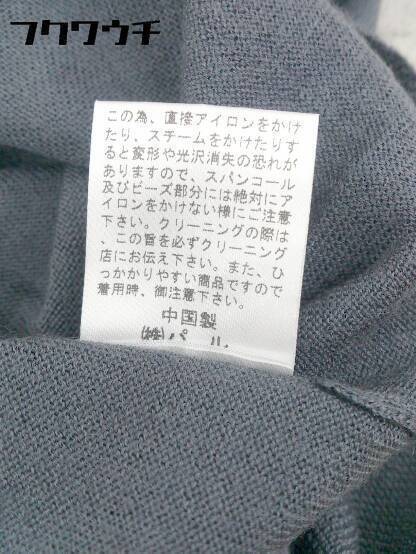 フクワウチ
この為、直接アイロンをかけ
たり、スチームをかけたりす
ると変形や光沢消失の恐れが
ありますので、スパンコール
及びビーズ部分には絶対にア
イロンをかけない様にご注意
下さい。クリーニングの際は
、この旨を必ずクリーニング
店にお伝え下さい。また、ひ
っかかりやすい商品ですので
着用時、御注意下さい。
中国製
㈱パル